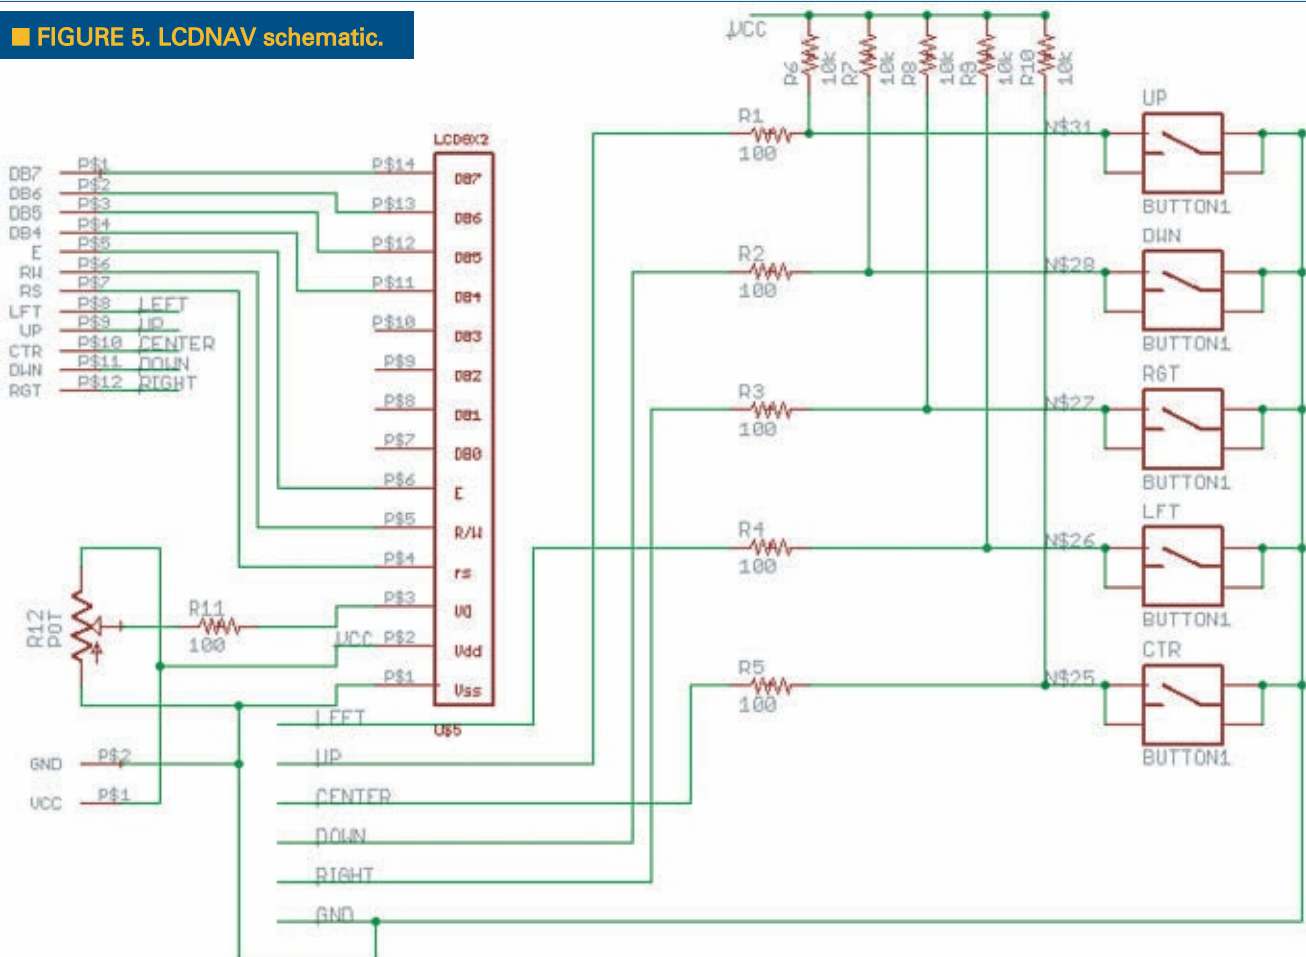 ■ FIGURE 5. LCDNAV schematic.
VCC
R6
10k
R7
10k
R8
10k
R9
10k
R10
10k
DB7 P$1
DB6 P$2
DB5 P$3
DB4 P$4
E P$5
RW P$6
RS P$7
LFT P$8 LEFT
UP P$9 UP
CTR P$10 CENTER
DWN P$11 DOWN
RGT P$12 RIGHT
LCD8X2
P$14 DB7
P$13 DB6
P$12 DB5
P$11 DB4
P$10 DB3
P$9 DB2
P$8 DB1
P$7 DB0
P$6 E
P$5 R/W
P$4 rs
P$3 VO
VCC P$2 Vdd
P$1 Vss
U$5
R12
POT
R11
100
GND P$2
VCC P$1
LEFT
UP
CENTER
DOWN
RIGHT
GND
R1
100
N$31
UP
BUTTON1
R2
100
N$28
DWN
BUTTON1
R3
100
N$27
RGT
BUTTON1
R4
100
N$26
LFT
BUTTON1
R5
100
N$25
CTR
BUTTON1